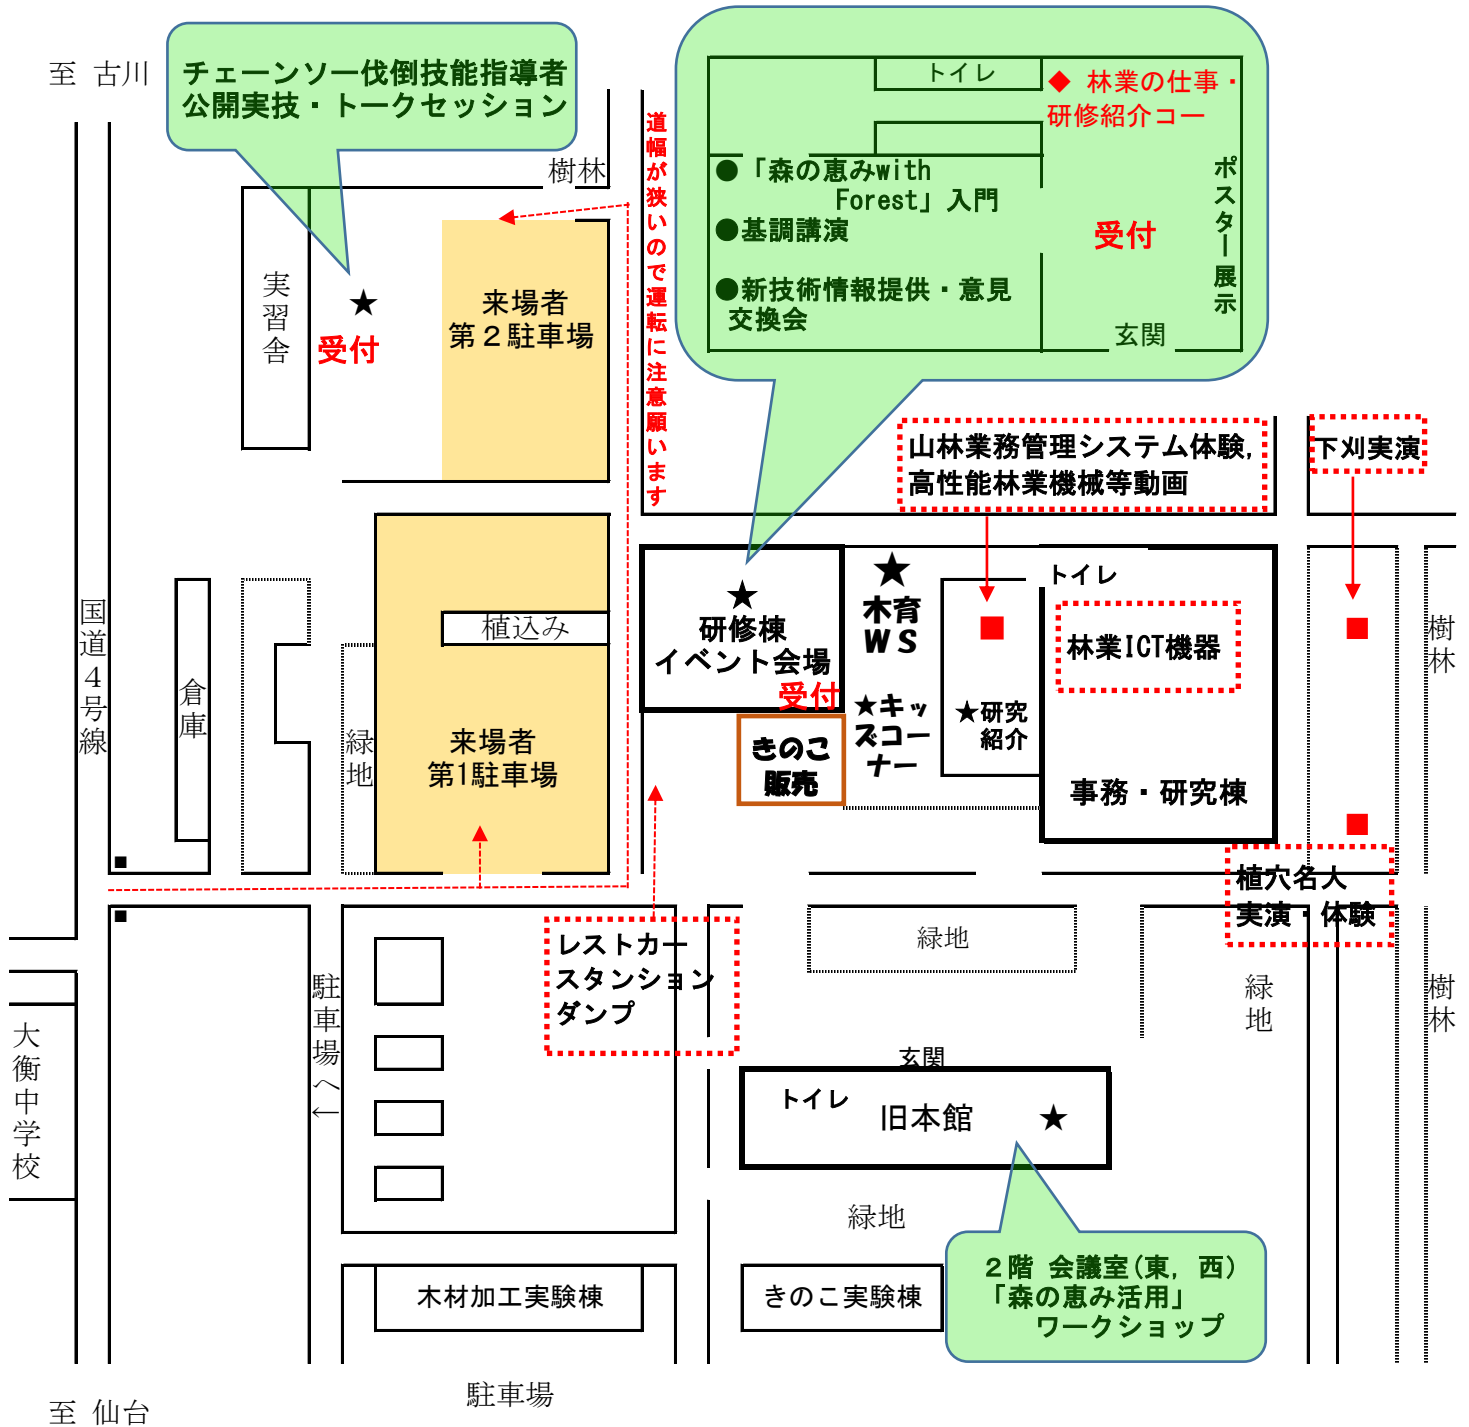 至 古川
チェーンソー伐倒技能指導者
公開実技・トークセッション
トイレ
◆ 林業の仕事・
研修紹介コー
●「森の恵みwith
Forest」入門
●基調講演
●新技術情報提供・意見
交換会
受付
ポスター展示
玄関
樹林
道幅が狭いので運転に注意願います
実習舎
★
受付
来場者
第２駐車場
山林業務管理システム体験,
高性能林業機械等動画
下刈実演
国道4号線
倉庫
緑地
植込み
来場者
第1駐車場
★
研修棟
イベント会場
受付
きのこ
販売
★
木育
WS
★キッ
ズコー
ナー
★研究
紹介
トイレ
林業ICT機器
事務・研究棟
樹林
植穴名人
実演・体験
レストカー
スタンション
ダンプ
緑地
緑地
樹林
大衡中学校
駐車場へ←
玄関
トイレ
旧本館 ★
緑地
２階 会議室(東, 西)
「森の恵み活用」
ワークショップ
木材加工実験棟
きのこ実験棟
駐車場
至 仙台